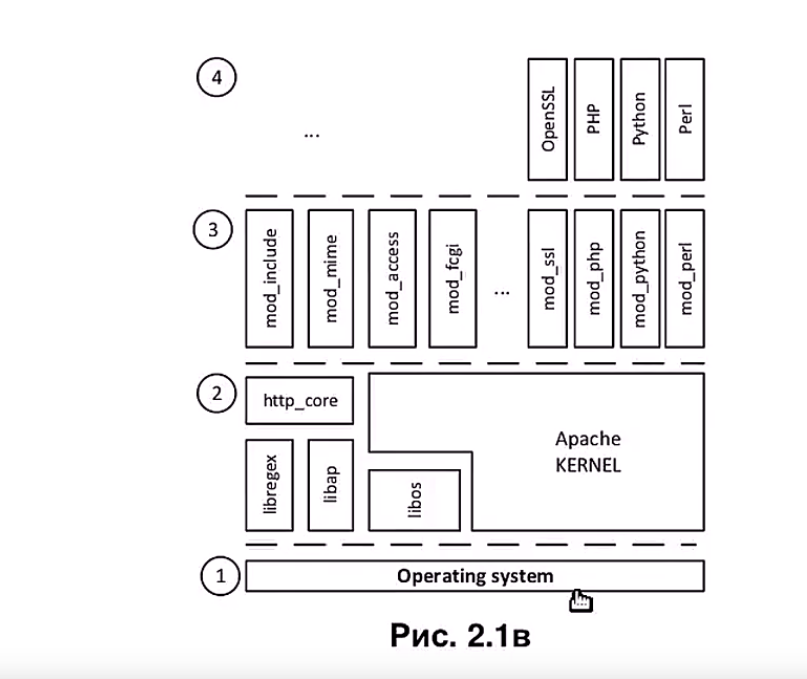 4
...
OpenSSL
PHP
Python
Perl
3
mod_include
mod_mime
mod_access
mod_fcgi
...
mod_ssl
mod_php
mod_python
mod_perl
2
http_core
Apache
KERNEL
libregex
libap
libos
1
Operating system
Рис. 2.1в